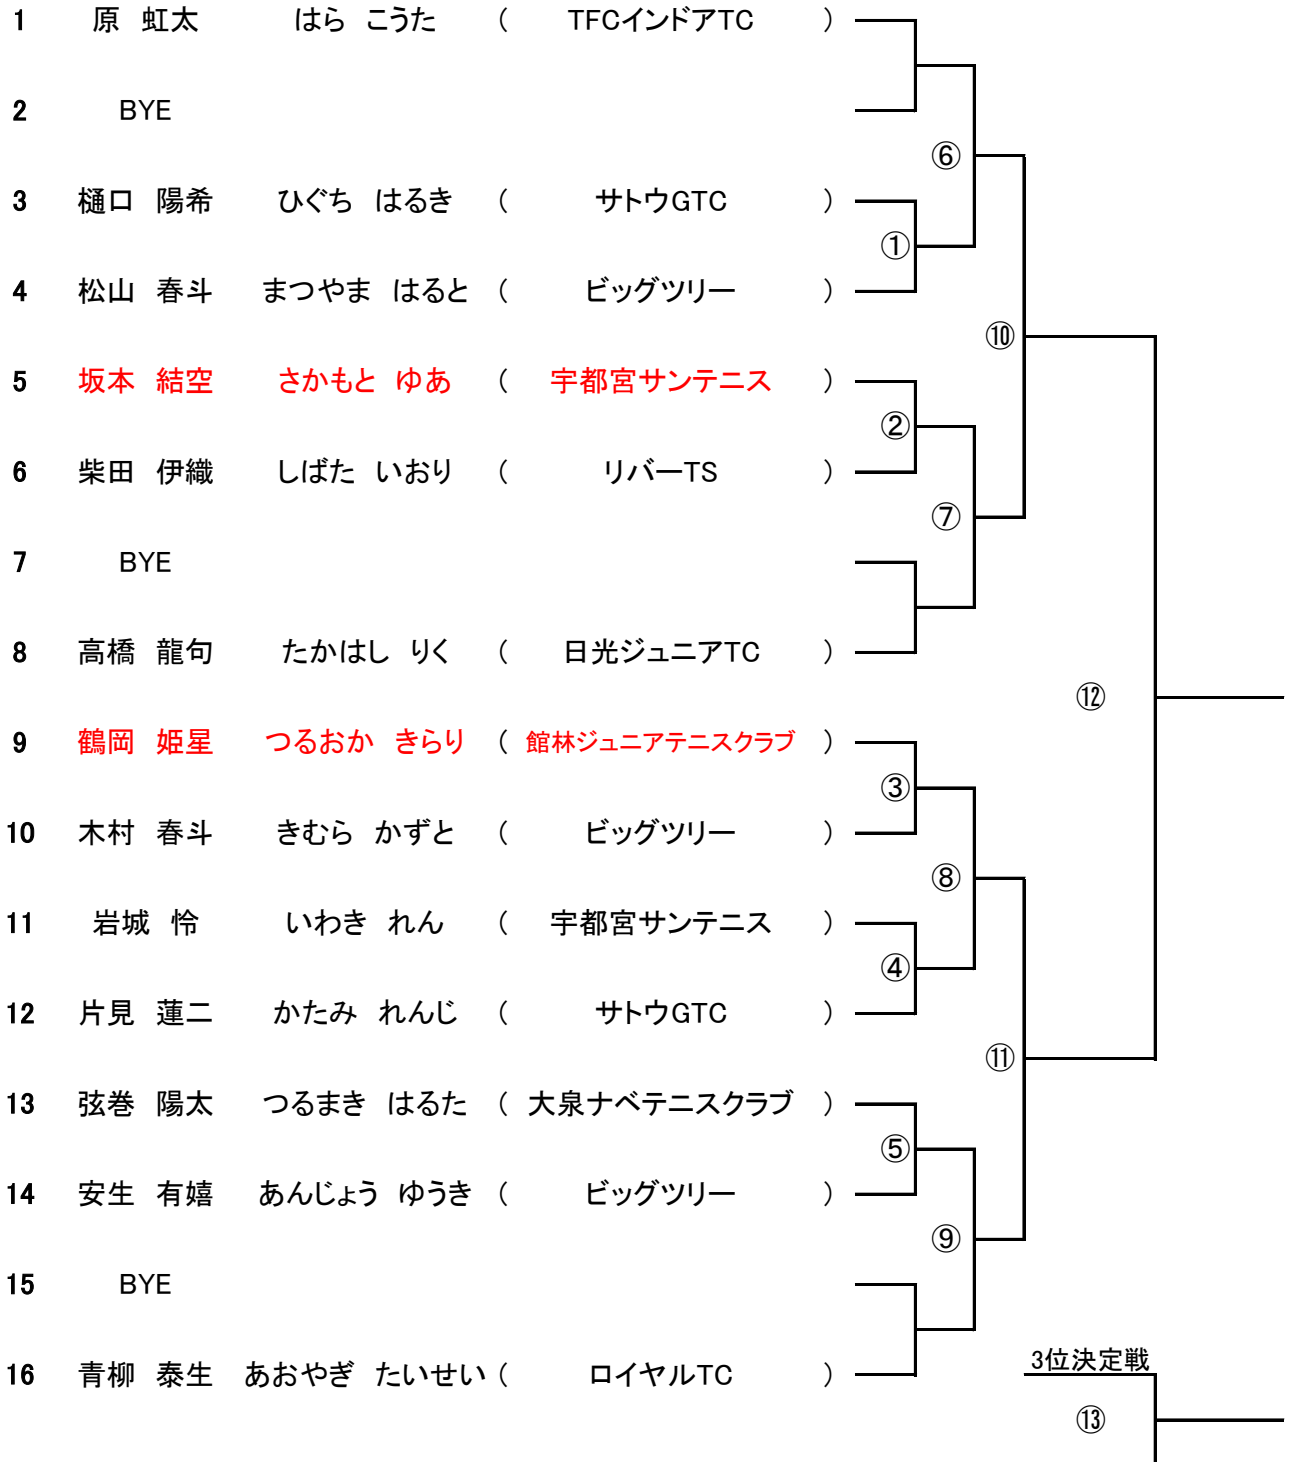 1 原 虹太 はら こうた ( TFCインドアTC )
2 BYE
⑥
3 樋口 陽希 ひぐち はるき ( サトウGTC )
①
4 松山 春斗 まつやま はると ( ビッグツリー )
⑩
5 坂本 結空 さかもと ゆあ ( 宇都宮サンテニス )
②
6 柴田 伊織 しばた いおり ( リバーTS )
⑦
7 BYE
8 高橋 龍句 たかはし りく ( 日光ジュニアTC )
⑫
9 鶴岡 姫星 つるおか きらり ( 館林ジュニアテニスクラブ )
③
10 木村 春斗 きむら かずと ( ビッグツリー )
⑧
11 岩城 怜 いわき れん ( 宇都宮サンテニス )
④
12 片見 蓮二 かたみ れんじ ( サトウGTC )
⑪
13 弦巻 陽太 つるまき はるた ( 大泉ナベテニスクラブ )
⑤
14 安生 有嬉 あんじょう ゆうき ( ビッグツリー )
⑨
15 BYE
3位決定戦
16 青柳 泰生 あおやぎ たいせい ( ロイヤルTC )
⑬